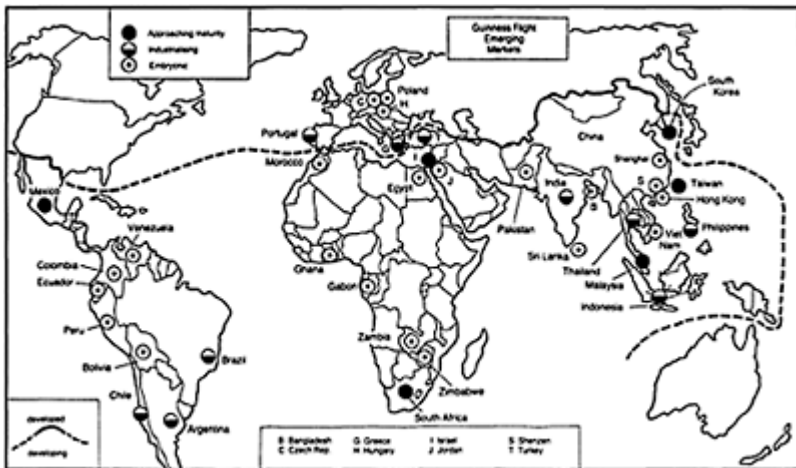 Approaching maturity
Industrialising
Embryonic
Guinness Flight
Emerging
Markets
South
Korea
Poland
C
H
Portugal
China
G
T
Morocco
Shanghai
I
Mexico
Egypt
J
India
S
Taiwan
Hong Kong
B
Venezuela
Pakistan
Philippines
Viet
Nam
Sri Lanka
Colombia
Ghana
Thailand
Ecuador
Gabon
Malaysia
Indonesia
Peru
Zambia
Bolivia
Brazil
Zimbabwe
Chile
South Africa
Argentina
developed
developing
B Bangladesh G Greece I Israel S Shenzen
C Czech Rep H Hungary J Jordan T Turkey